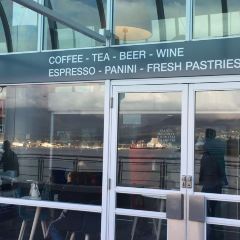 COFFEE - TEA - BEER - WINE
ESPRESSO - PANINI - FRESH PASTRIES